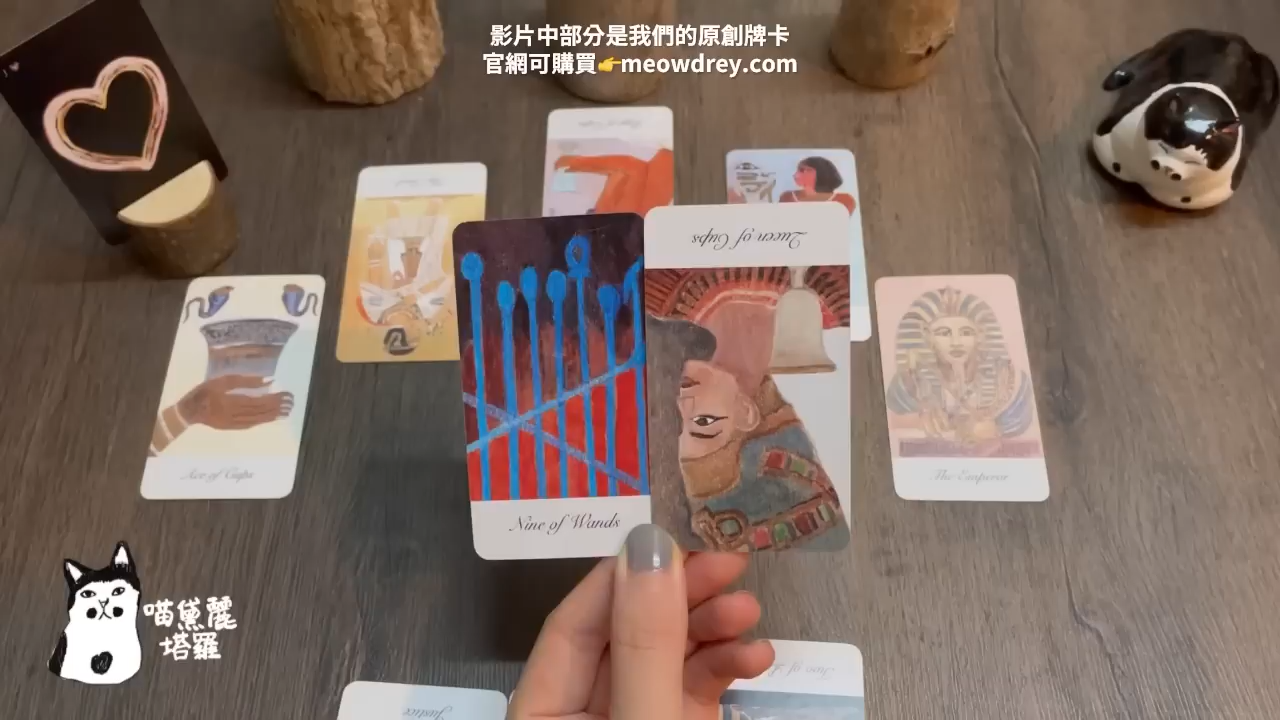 影片中部分是我們的原創牌卡
官網可購買👉meowdrey.com
Queen of Cups
Nine of Wands
Ace of Cups
The Emperor
喵黛麗
塔羅
Justice